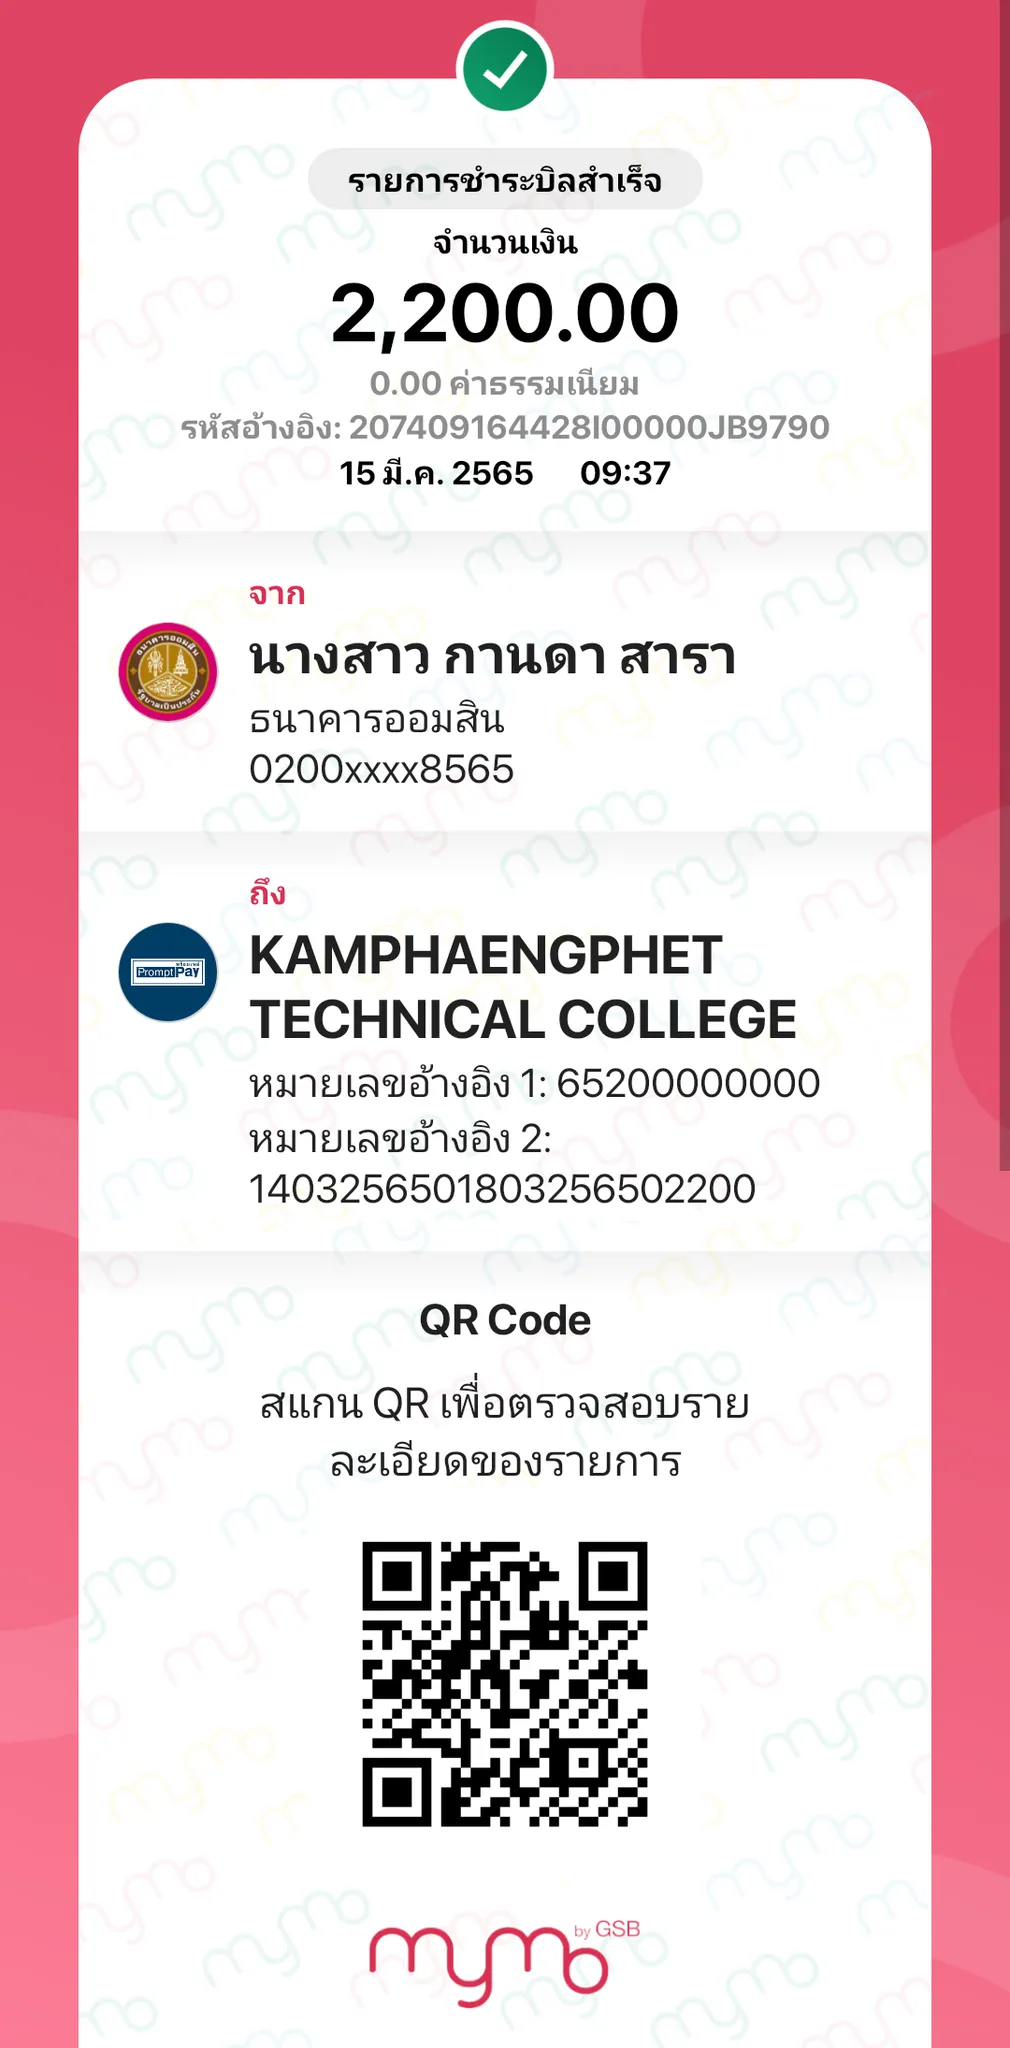 รายการชำระบิลสำเร็จ
จำนวนเงิน
2,200.00
0.00 ค่าธรรมเนียม
รหัสอ้างอิง: 207409164428I00000JB9790
15 มี.ค. 2565 09:37
จาก
นางสาว กานดา สารา
ธนาคารออมสิน
0200xxxx8565
ถึง
พร้อมเพย์
PromptPay
KAMPHAENGPHET
TECHNICAL COLLEGE
หมายเลขอ้างอิง 1: 65200000000
หมายเลขอ้างอิง 2:
1403256501803256502200
QR Code
สแกน QR เพื่อตรวจสอบราย
ละเอียดของรายการ
mymo by GSB